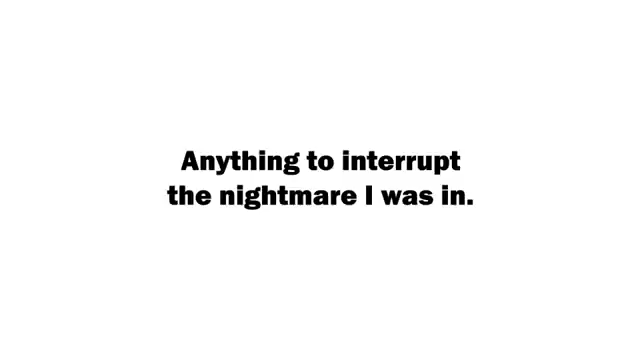 Anything to interrupt
the nightmare I was in.